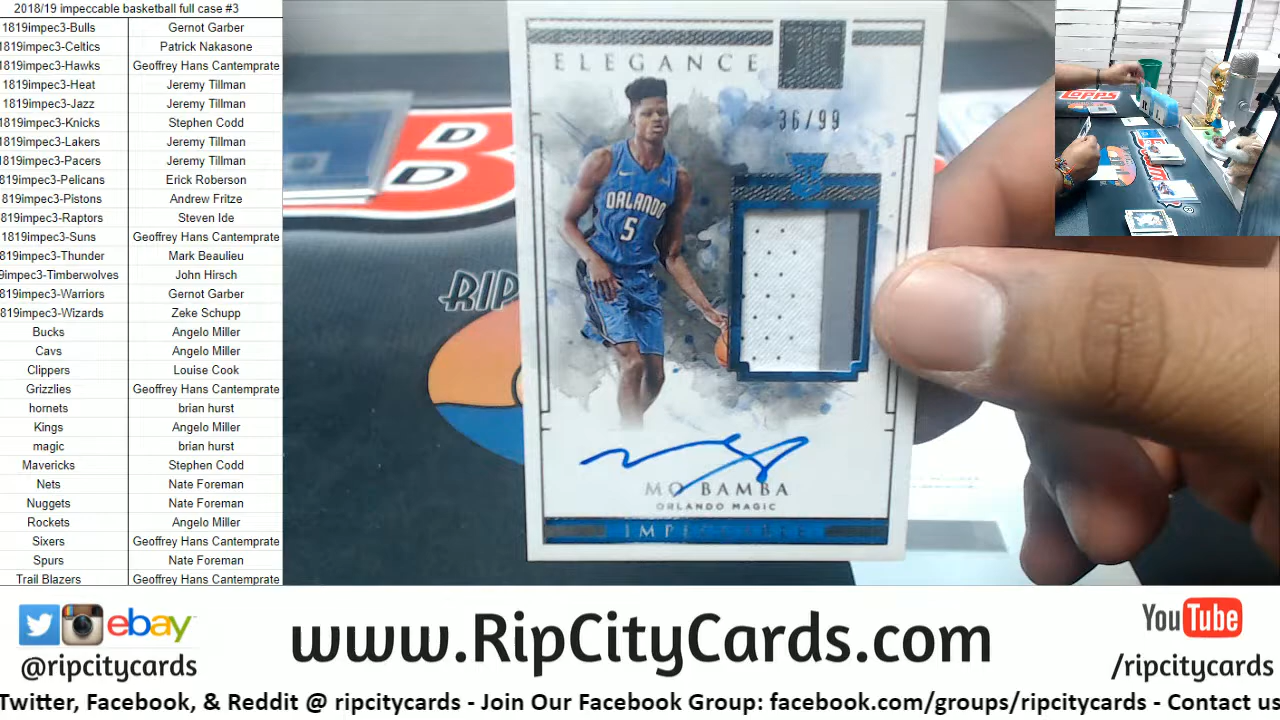 2018/19 impeccable basketball full case #3
1819impec3-Bulls Gernot Garber
1819impec3-Celtics Patrick Nakasone
1819impec3-Hawks Geoffrey Hans Cantemprate
1819impec3-Heat Jeremy Tillman
1819impec3-Jazz Jeremy Tillman
1819impec3-Knicks Stephen Codd
819impec3-Lakers Jeremy Tillman
819impec3-Pacers Jeremy Tillman
819impec3-Pelicans Erick Roberson
819impec3-Pistons Andrew Fritze
819impec3-Raptors Steven Ide
1819impec3-Suns Geoffrey Hans Cantemprate
819impec3-Thunder Mark Beaulieu
9impec3-Timberwolves John Hirsch
819impec3-Warriors Gernot Garber
819impec3-Wizards Zeke Schupp
Bucks Angelo Miller
Cavs Angelo Miller
Clippers Louise Cook
Grizzlies Geoffrey Hans Cantemprate
hornets brian hurst
Kings Angelo Miller
magic brian hurst
Mavericks Stephen Codd
Nets Nate Foreman
Nuggets Nate Foreman
Rockets Angelo Miller
Sixers Geoffrey Hans Cantemprate
Spurs Nate Foreman
Trail Blazers Geoffrey Hans Cantemprate
ELEGANCE
36/99
ORLANDO
5
MO BAMBA
ORLANDO MAGIC
B
D
D
RIP
Topps
ebay
@ripcitycards
www.RipCityCards.com
YouTube
/ripcitycards
Twitter, Facebook, & Reddit @ ripcitycards - Join Our Facebook Group: facebook.com/groups/ripcitycards - Contact us